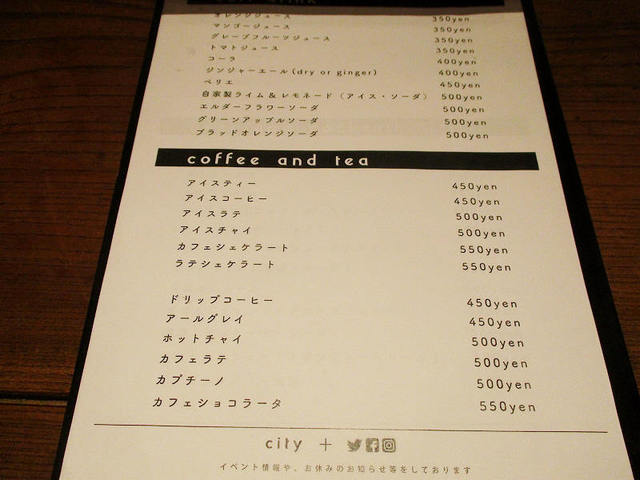 オレンジジュース 350yen
マンゴージュース 350yen
グレープフルーツジュース 350yen
トマトジュース 350yen
コーラ 400yen
ジンジャーエール(dry or ginger) 400yen
ペリエ 450yen
自家製ライム&レモネード (アイス・ソーダ) 500yen
エルダーフラワーソーダ 500yen
グリーンアップルソーダ 500yen
ブラッドオレンジソーダ 500yen
coffee and tea
アイスティー 450yen
アイスコーヒー 450yen
アイスラテ 500yen
アイスチャイ 500yen
カフェシェケラート 550yen
ラテシェケラート 550yen
ドリップコーヒー 450yen
アールグレイ 450yen
ホットチャイ 500yen
カフェラテ 500yen
カプチーノ 500yen
カフェショコラータ 550yen
city +
イベント情報や、お休みのお知らせ等をしております